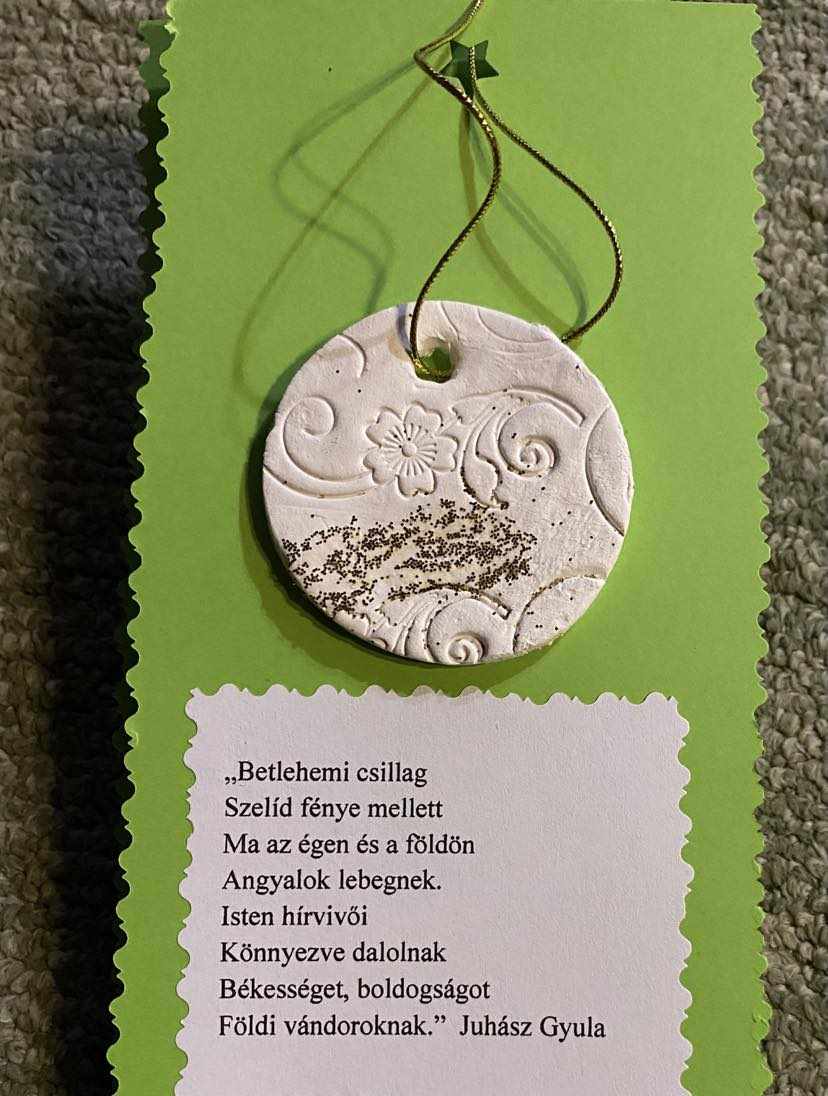 „Betlehemi csillag
Szelíd fénye mellett
Ma az égen és a földön
Angyalok lebegnek.
Isten hírvivői
Könnyezve dalolnak
Békességet, boldogságot
Földi vándoroknak.” Juhász Gyula